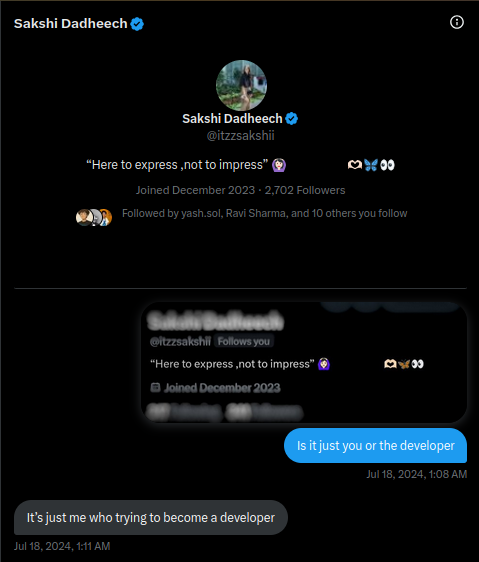 Sakshi Dadheech
Sakshi Dadheech
@itzzsakshii
“Here to express ,not to impress” 🙆🏻‍♀️ 🫶🏻🦋👀
Joined December 2023 · 2,702 Followers
Followed by yash.sol, Ravi Sharma, and 10 others you follow
Sakshi Dadheech
@itzzsakshii Follows you
“Here to express ,not to impress” 🙆🏻‍♀️ 🫶🏼🦋👀
Joined December 2023
Is it just you or the developer
Jul 18, 2024, 1:08 AM
It’s just me who trying to become a developer
Jul 18, 2024, 1:11 AM